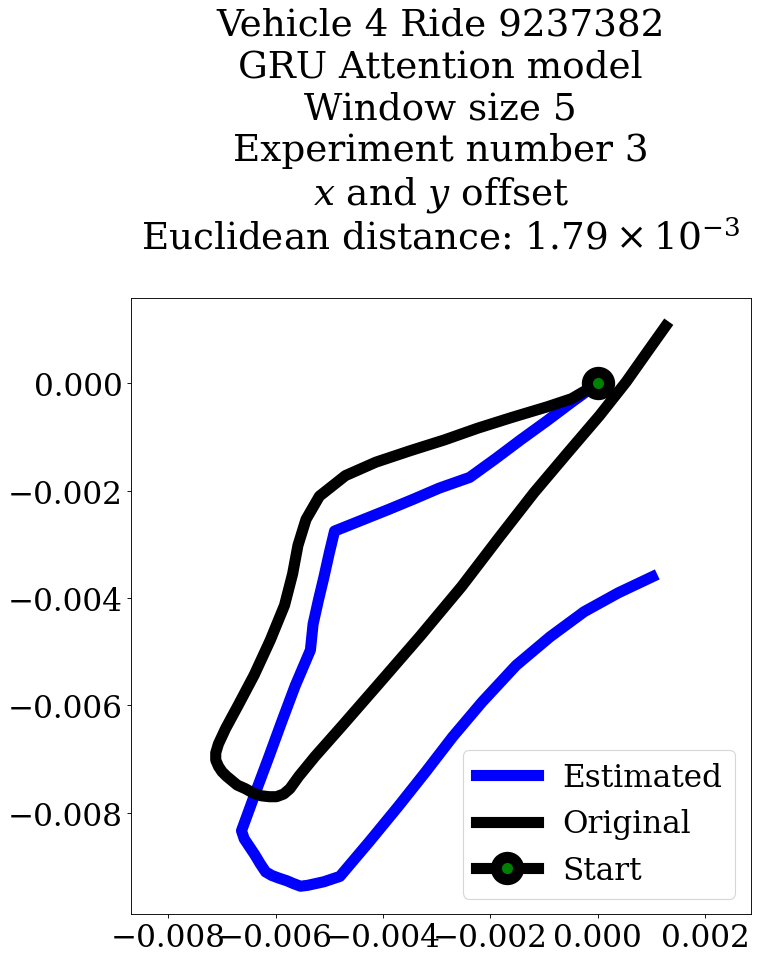 Vehicle 4 Ride 9237382
GRU Attention model
Window size 5
Experiment number 3
x and y offset
Euclidean distance: 1.79 × 10⁻³
0.000
−0.002
−0.004
−0.006
−0.008
Estimated
Original
Start
−0.008 −0.006 −0.004 −0.002 0.000 0.002